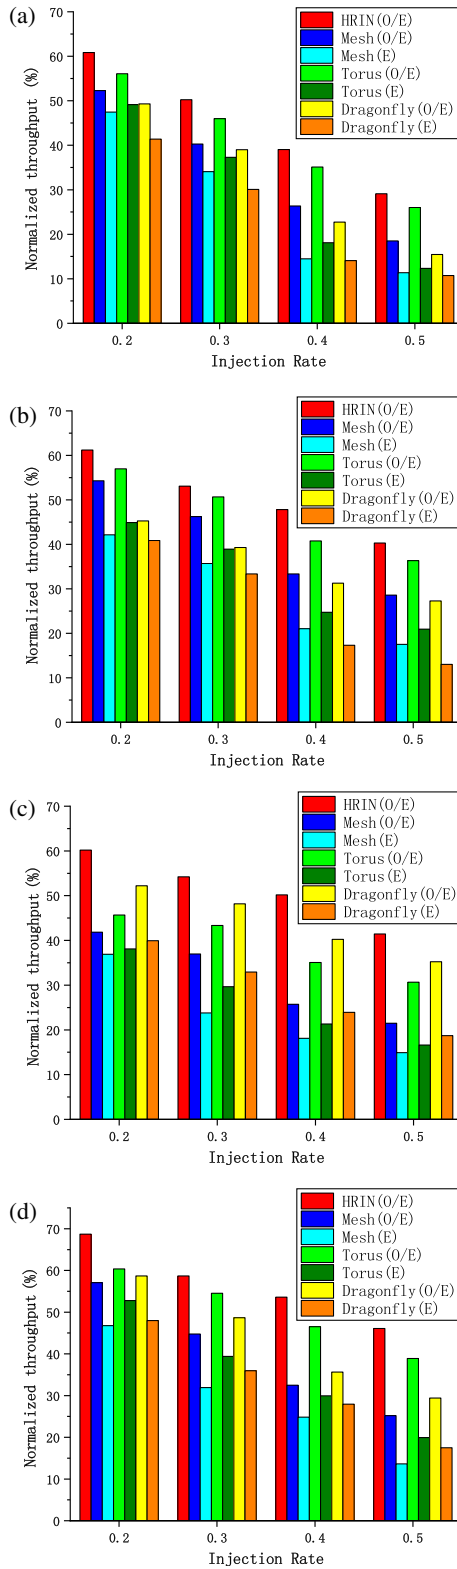 (a)
70
60
50
40
30
20
10
0
Normalized throughput (%)
HRIN(O/E)
Mesh(O/E)
Mesh(E)
Torus(O/E)
Torus(E)
Dragonfly(O/E)
Dragonfly(E)
0.2 0.3 0.4 0.5
Injection Rate
(b)
70
60
50
40
30
20
10
0
Normalized throughput (%)
HRIN(O/E)
Mesh(O/E)
Mesh(E)
Torus(O/E)
Torus(E)
Dragonfly(O/E)
Dragonfly(E)
0.2 0.3 0.4 0.5
Injection Rate
(c)
70
60
50
40
30
20
10
0
Normalized throughput (%)
HRIN(O/E)
Mesh(O/E)
Mesh(E)
Torus(O/E)
Torus(E)
Dragonfly(O/E)
Dragonfly(E)
0.2 0.3 0.4 0.5
Injection Rate
(d)
70
60
50
40
30
20
10
0
Normalized throughput (%)
HRIN(O/E)
Mesh(O/E)
Mesh(E)
Torus(O/E)
Torus(E)
Dragonfly(O/E)
Dragonfly(E)
0.2 0.3 0.4 0.5
Injection Rate